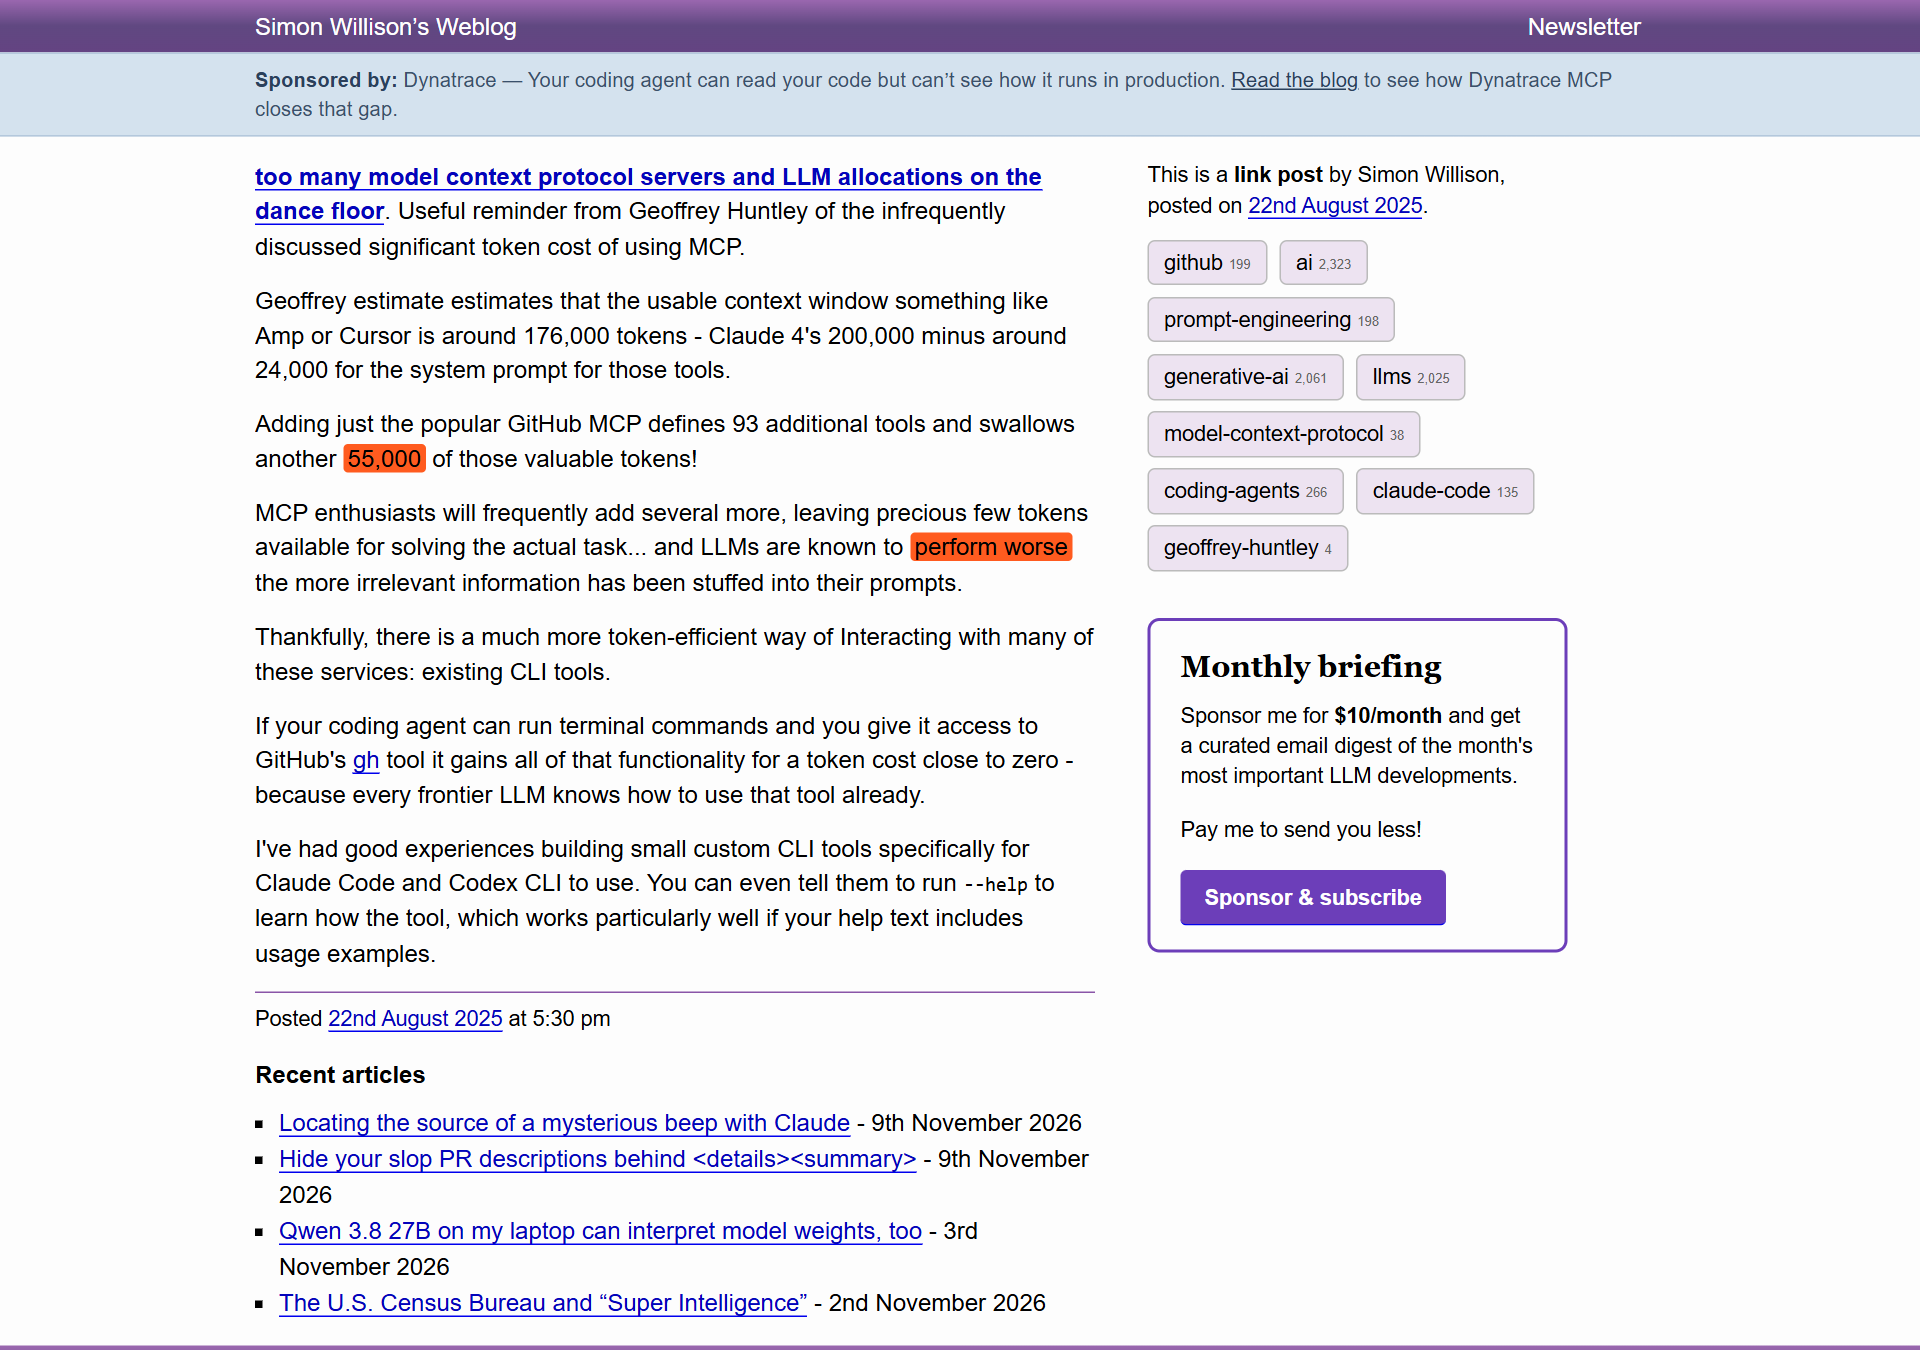 Simon Willison’s Weblog
Newsletter
Sponsored by: Dynatrace — Your coding agent can read your code but can’t see how it runs in production. Read the blog to see how Dynatrace MCP
closes that gap.
too many model context protocol servers and LLM allocations on the
dance floor. Useful reminder from Geoffrey Huntley of the infrequently
discussed significant token cost of using MCP.
Geoffrey estimate estimates that the usable context window something like
Amp or Cursor is around 176,000 tokens - Claude 4's 200,000 minus around
24,000 for the system prompt for those tools.
Adding just the popular GitHub MCP defines 93 additional tools and swallows
another 55,000 of those valuable tokens!
MCP enthusiasts will frequently add several more, leaving precious few tokens
available for solving the actual task... and LLMs are known to perform worse
the more irrelevant information has been stuffed into their prompts.
Thankfully, there is a much more token-efficient way of Interacting with many of
these services: existing CLI tools.
If your coding agent can run terminal commands and you give it access to
GitHub's gh tool it gains all of that functionality for a token cost close to zero -
because every frontier LLM knows how to use that tool already.
I've had good experiences building small custom CLI tools specifically for
Claude Code and Codex CLI to use. You can even tell them to run --help to
learn how the tool, which works particularly well if your help text includes
usage examples.
Posted 22nd August 2025 at 5:30 pm
Recent articles
Locating the source of a mysterious beep with Claude - 9th November 2026
Hide your slop PR descriptions behind <details><summary> - 9th November
2026
Qwen 3.8 27B on my laptop can interpret model weights, too - 3rd
November 2026
The U.S. Census Bureau and “Super Intelligence” - 2nd November 2026
This is a link post by Simon Willison,
posted on 22nd August 2025.
github 199 ai 2,323
prompt-engineering 198
generative-ai 2,061 llms 2,025
model-context-protocol 38
coding-agents 266 claude-code 135
geoffrey-huntley 4
Monthly briefing
Sponsor me for $10/month and get
a curated email digest of the month's
most important LLM developments.
Pay me to send you less!
Sponsor & subscribe